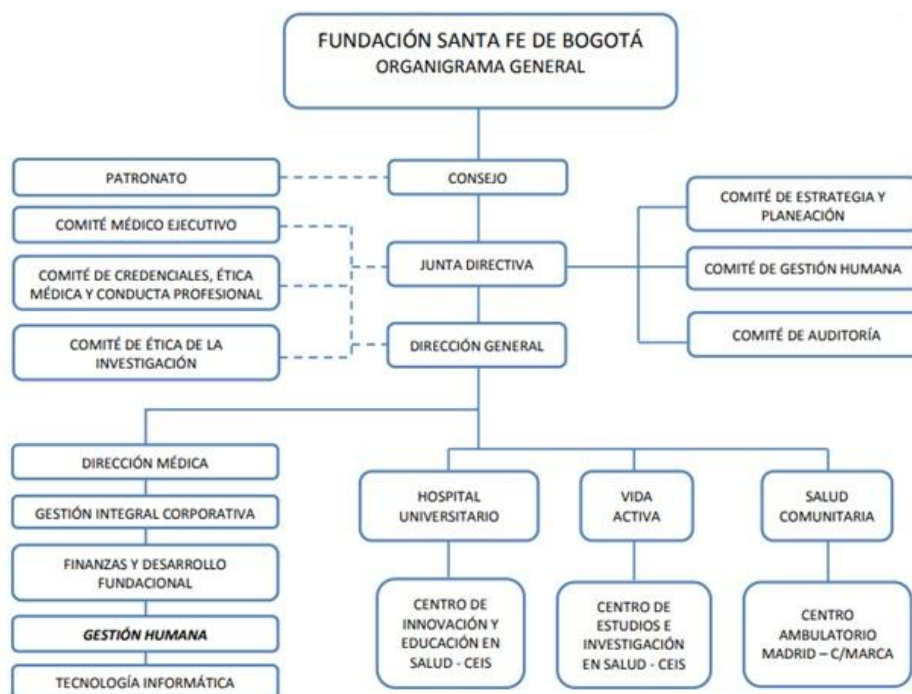 FUNDACIÓN SANTA FE DE BOGOTÁ
ORGANIGRAMA GENERAL
PATRONATO
CONSEJO
COMITÉ DE ESTRATEGIA Y
PLANEACIÓN
COMITÉ MÉDICO EJECUTIVO
JUNTA DIRECTIVA
COMITÉ DE GESTIÓN HUMANA
COMITÉ DE CREDENCIALES, ÉTICA
MÉDICA Y CONDUCTA PROFESIONAL
COMITÉ DE ÉTICA DE LA
INVESTIGACIÓN
DIRECCIÓN GENERAL
COMITÉ DE AUDITORÍA
DIRECCIÓN MÉDICA
GESTIÓN INTEGRAL CORPORATIVA
FINANZAS Y DESARROLLO
FUNDACIONAL
GESTIÓN HUMANA
TECNOLOGÍA INFORMÁTICA
HOSPITAL
UNIVERSITARIO
VIDA
ACTIVA
SALUD
COMUNITARIA
CENTRO DE
INNOVACIÓN Y
EDUCACIÓN EN
SALUD - CEIS
CENTRO DE
ESTUDIOS E
INVESTIGACIÓN
EN SALUD - CEIS
CENTRO
AMBULATORIO
MADRID – C/MARCA